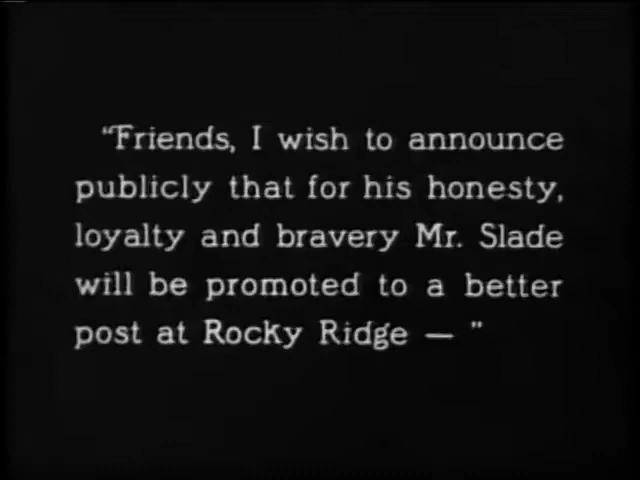 "Friends, I wish to announce
publicly that for his honesty,
loyalty and bravery Mr. Slade
will be promoted to a better
post at Rocky Ridge — "